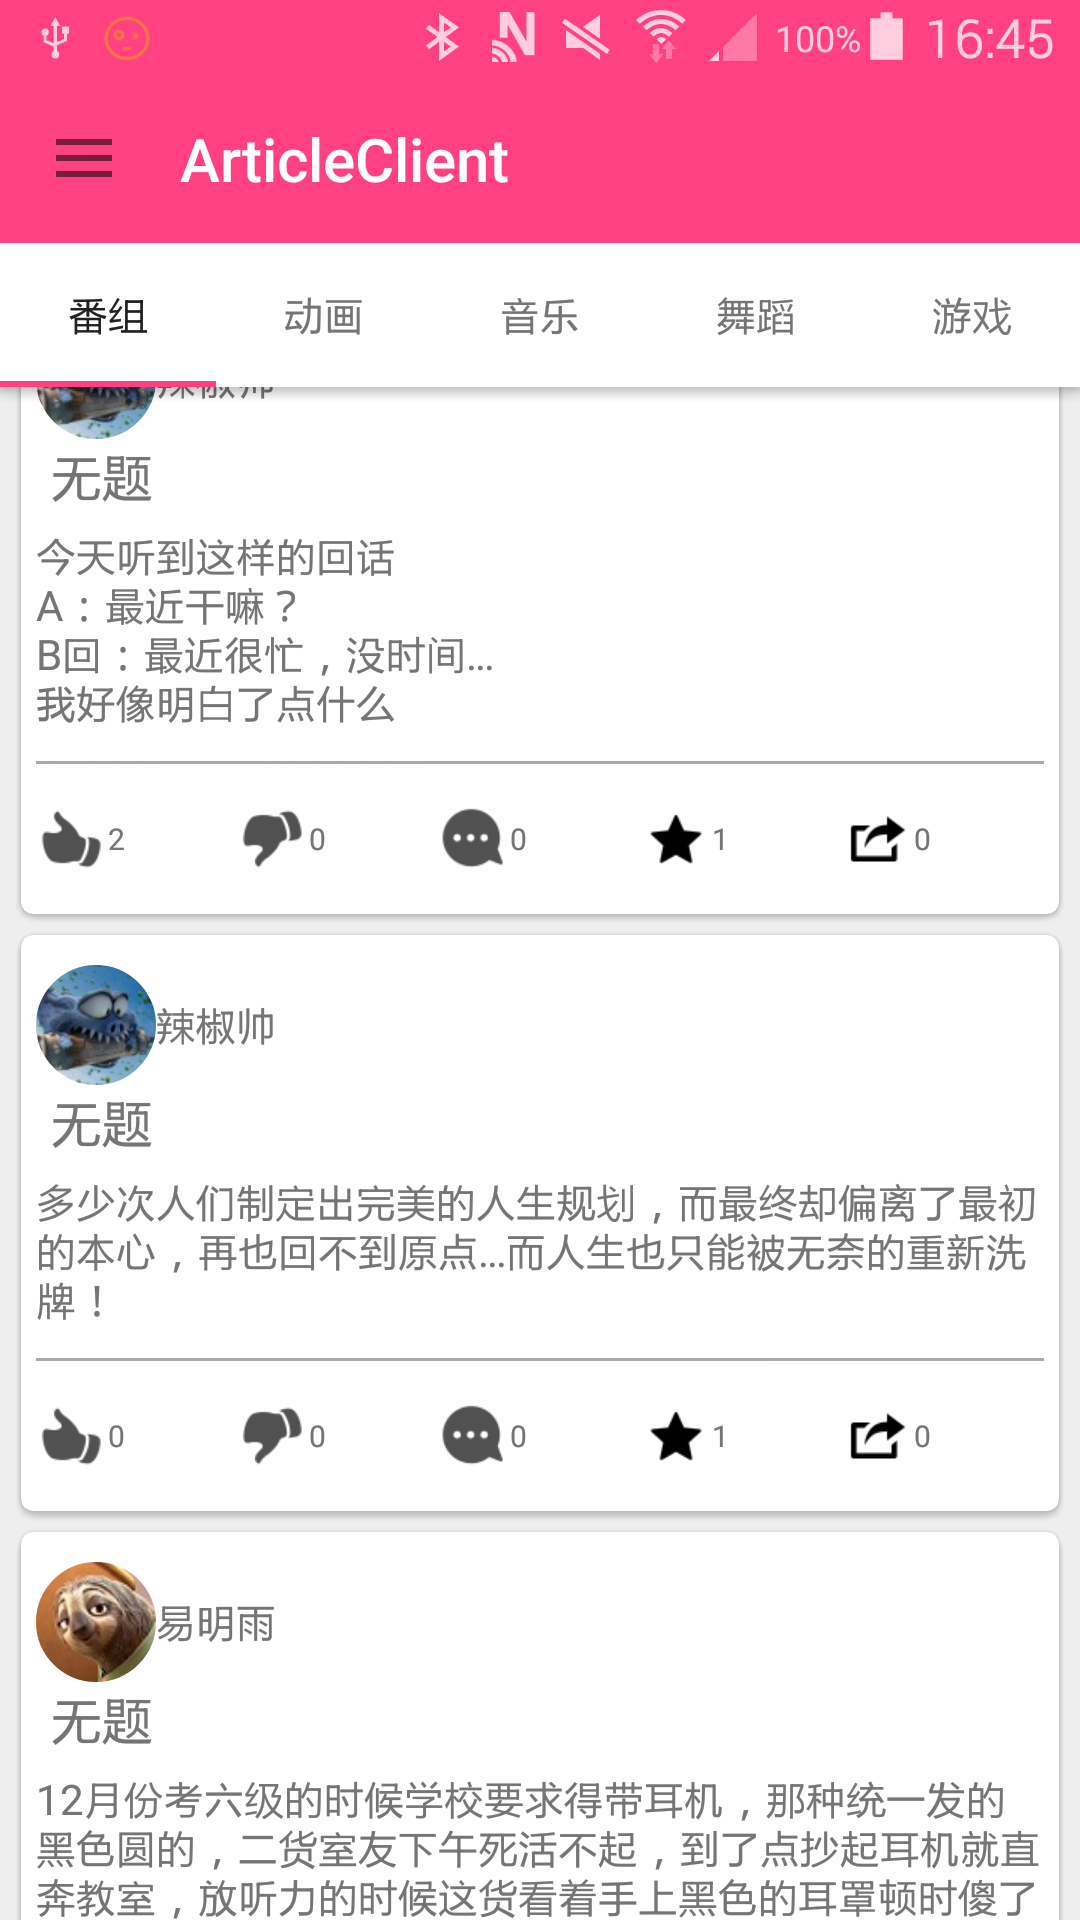 100% 16:45
ArticleClient
番组 动画 音乐 舞蹈 游戏
辣椒帅
无题
今天听到这样的回话
A：最近干嘛？
B回：最近很忙，没时间...
我好像明白了点什么
2 0 0 1 0
辣椒帅
无题
多少次人们制定出完美的人生规划，而最终却偏离了最初
的本心，再也回不到原点...而人生也只能被无奈的重新洗
牌！
0 0 0 1 0
易明雨
无题
12月份考六级的时候学校要求得带耳机，那种统一发的
黑色圆的，二货室友下午死活不起，到了点抄起耳机就直
奔教室，放听力的时候这货看着手上黑色的耳罩顿时傻了